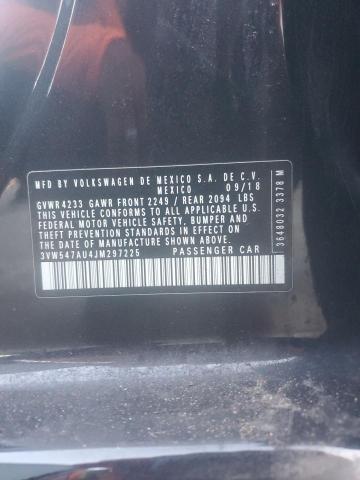 MFD BY VOLKSWAGEN DE MEXICO S.A. DE C.V.
MEXICO 09/18
GVWR 4233 GAWR FRONT 2249 / REAR 2094 LBS
THIS VEHICLE CONFORMS TO ALL APPLICABLE U.S.
FEDERAL MOTOR VEHICLE SAFETY, BUMPER AND
THEFT PREVENTION STANDARDS IN EFFECT ON THE
DATE OF MANUFACTURE SHOWN ABOVE.
3VW547AU4JM297225 PASSENGER CAR
3648032 3378 M